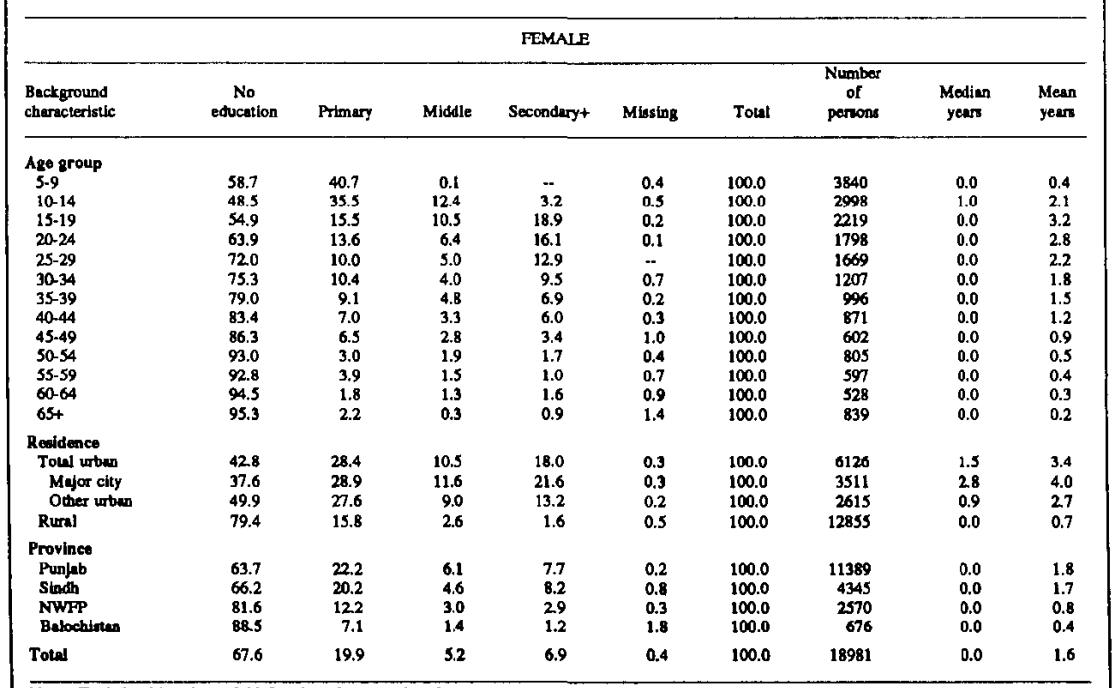 FEMALE
Number
Background No of Median Mean
characteristic education Primary Middle Secondary+ Missing Total persons years years
Age group
5-9 58.7 40.7 0.1 -- 0.4 100.0 3840 0.0 0.4
10-14 48.5 35.5 12.4 3.2 0.5 100.0 2998 1.0 2.1
15-19 54.9 15.5 10.5 18.9 0.2 100.0 2219 0.0 3.2
20-24 63.9 13.6 6.4 16.1 0.1 100.0 1798 0.0 2.8
25-29 72.0 10.0 5.0 12.9 -- 100.0 1669 0.0 2.2
30-34 75.3 10.4 4.0 9.5 0.7 100.0 1207 0.0 1.8
35-39 79.0 9.1 4.8 6.9 0.2 100.0 996 0.0 1.5
40-44 83.4 7.0 3.3 6.0 0.3 100.0 871 0.0 1.2
45-49 86.3 6.5 2.8 3.4 1.0 100.0 602 0.0 0.9
50-54 93.0 3.0 1.9 1.7 0.4 100.0 805 0.0 0.5
55-59 92.8 3.9 1.5 1.0 0.7 100.0 597 0.0 0.4
60-64 94.5 1.8 1.3 1.6 0.9 100.0 528 0.0 0.3
65+ 95.3 2.2 0.3 0.9 1.4 100.0 839 0.0 0.2
Residence
Total urban 42.8 28.4 10.5 18.0 0.3 100.0 6126 1.5 3.4
Major city 37.6 28.9 11.6 21.6 0.3 100.0 3511 2.8 4.0
Other urban 49.9 27.6 9.0 13.2 0.2 100.0 2615 0.9 2.7
Rural 79.4 15.8 2.6 1.6 0.5 100.0 12855 0.0 0.7
Province
Punjab 63.7 22.2 6.1 7.7 0.2 100.0 11389 0.0 1.8
Sindh 66.2 20.2 4.6 8.2 0.8 100.0 4345 0.0 1.7
NWFP 81.6 12.2 3.0 2.9 0.3 100.0 2570 0.0 0.8
Balochistan 88.5 7.1 1.4 1.2 1.8 100.0 676 0.0 0.4
Total 67.6 19.9 5.2 6.9 0.4 100.0 18981 0.0 1.6